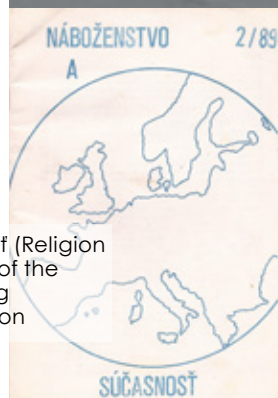 NÁBOŽENSTVO 2/89
A
ť (Religion
of the
g
on
SÚČASNOSŤ